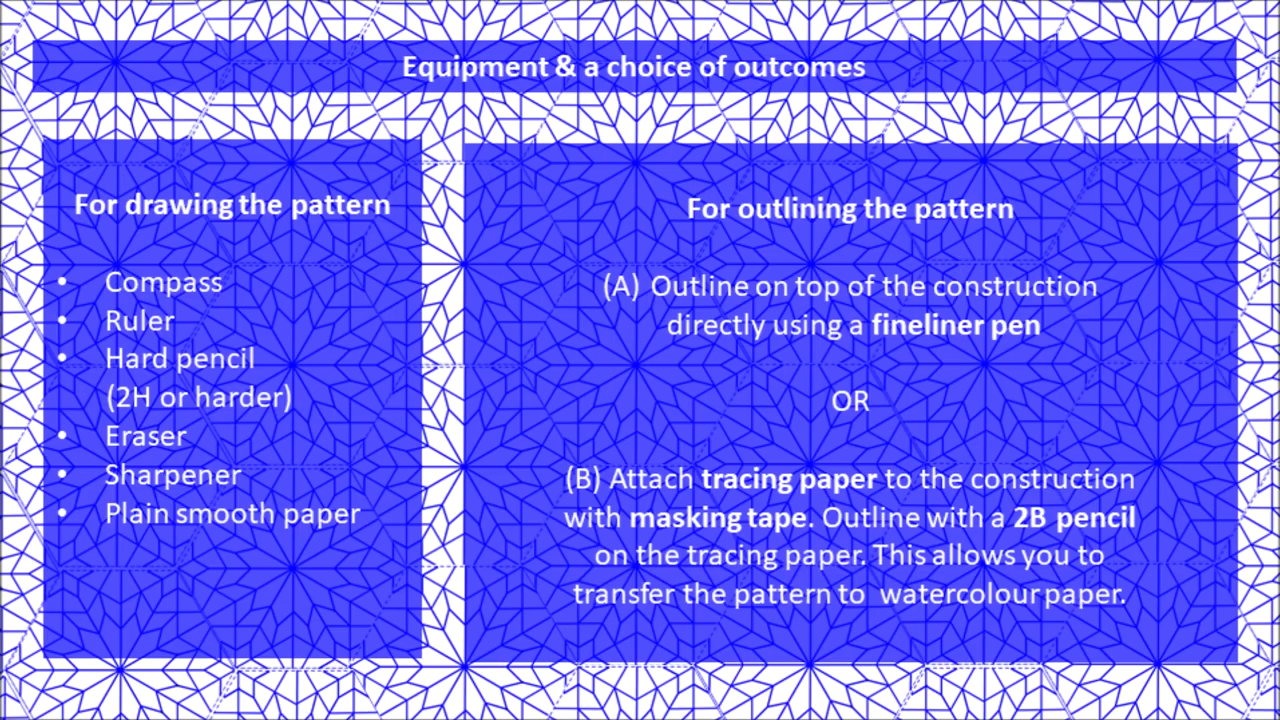 Equipment & a choice of outcomes
For drawing the pattern
• Compass
• Ruler
• Hard pencil
(2H or harder)
• Eraser
• Sharpener
• Plain smooth paper
For outlining the pattern
(A) Outline on top of the construction
directly using a fineliner pen
OR
(B) Attach tracing paper to the construction
with masking tape. Outline with a 2B pencil
on the tracing paper. This allows you to
transfer the pattern to watercolour paper.